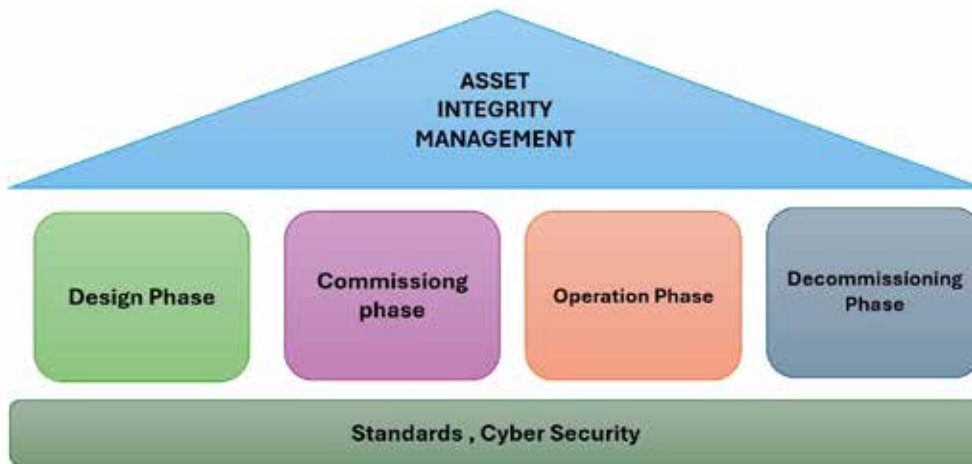 ASSET
INTEGRITY
MANAGEMENT
Design Phase
Commissiong
phase
Operation Phase
Decommissioning
Phase
Standards , Cyber Security